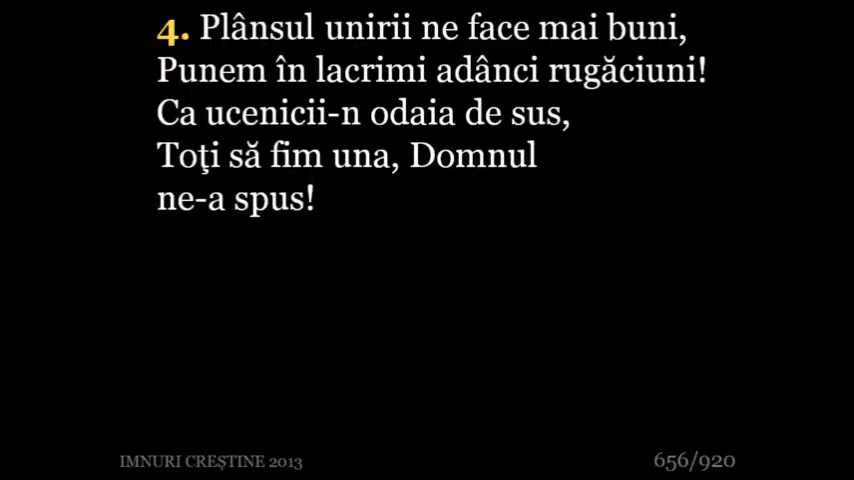 4. Plânsul unirii ne face mai buni,
Punem în lacrimi adânci rugăciuni!
Ca ucenicii-n odaia de sus,
Toţi să fim una, Domnul
ne-a spus!
IMNURI CREȘTINE 2013
656/920